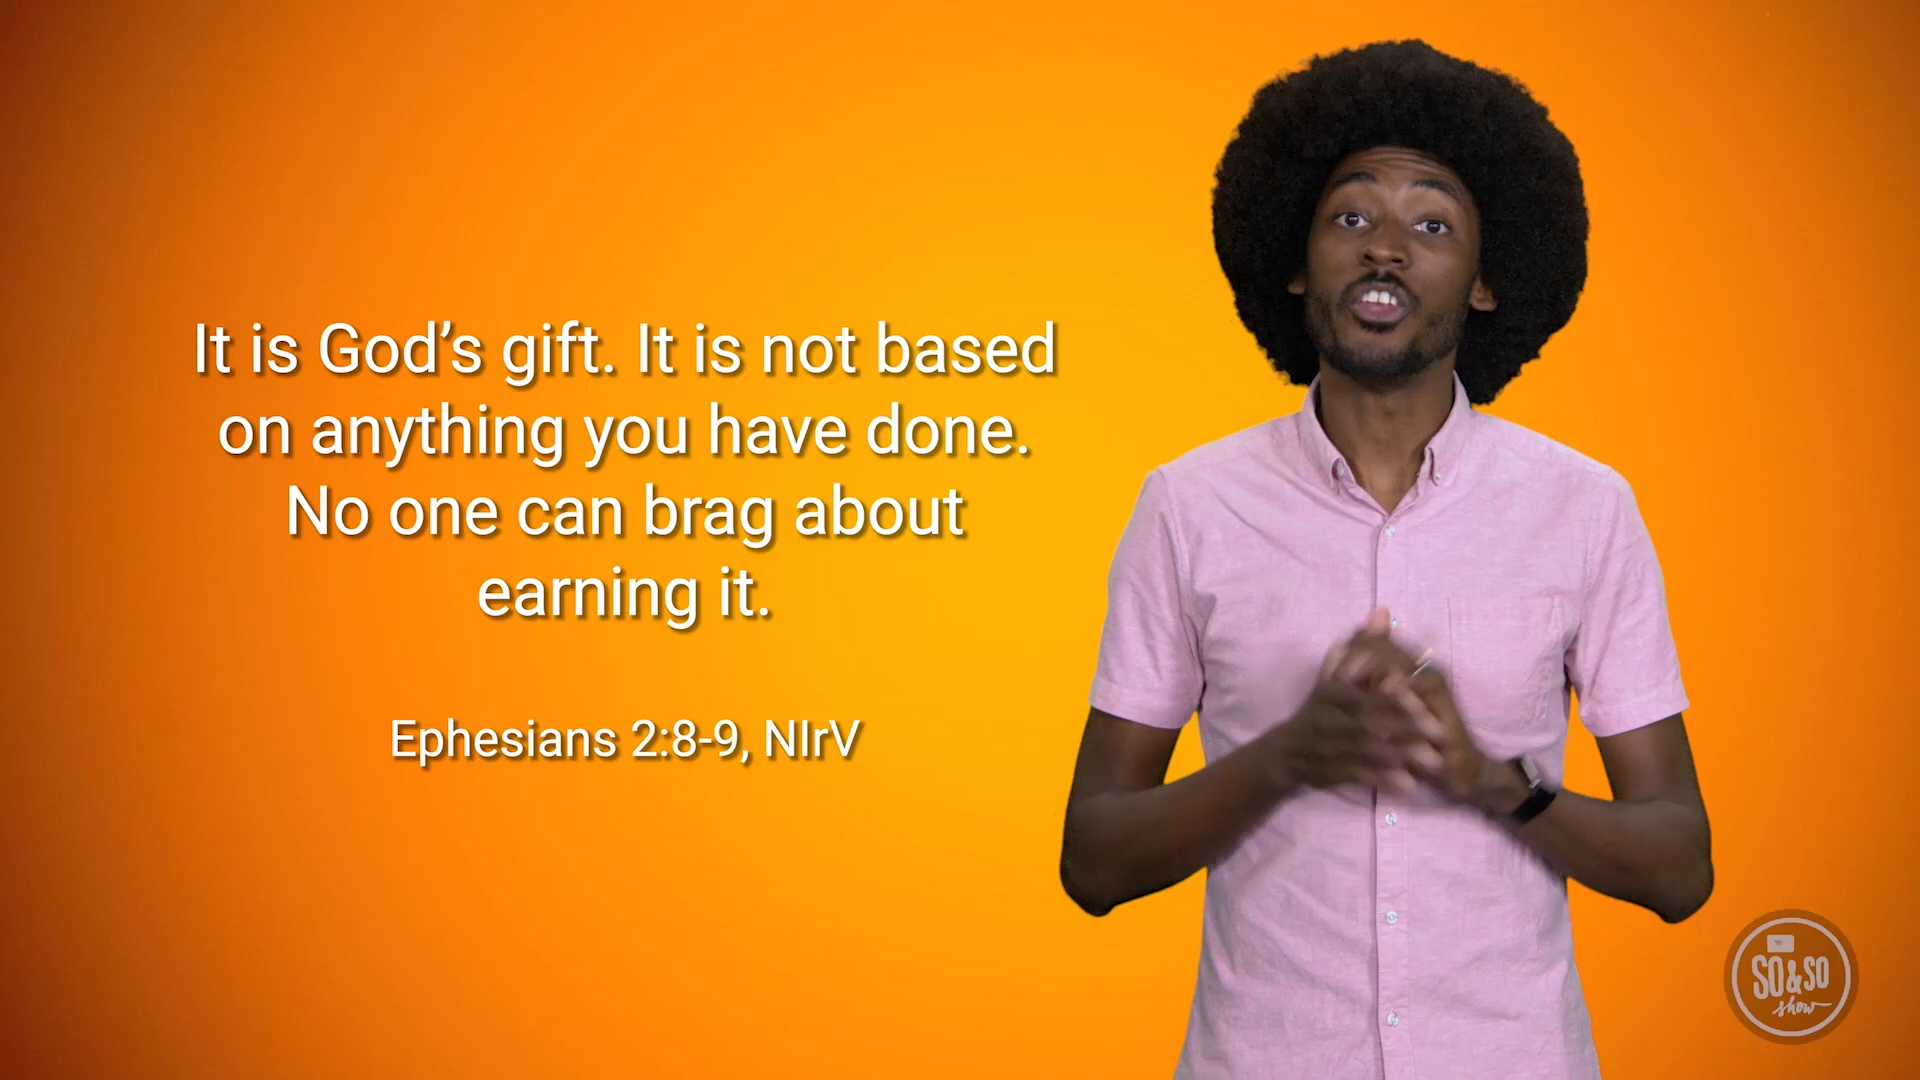 It is God’s gift. It is not based
on anything you have done.
No one can brag about
earning it.
Ephesians 2:8-9, NIrV
SO & SO
show